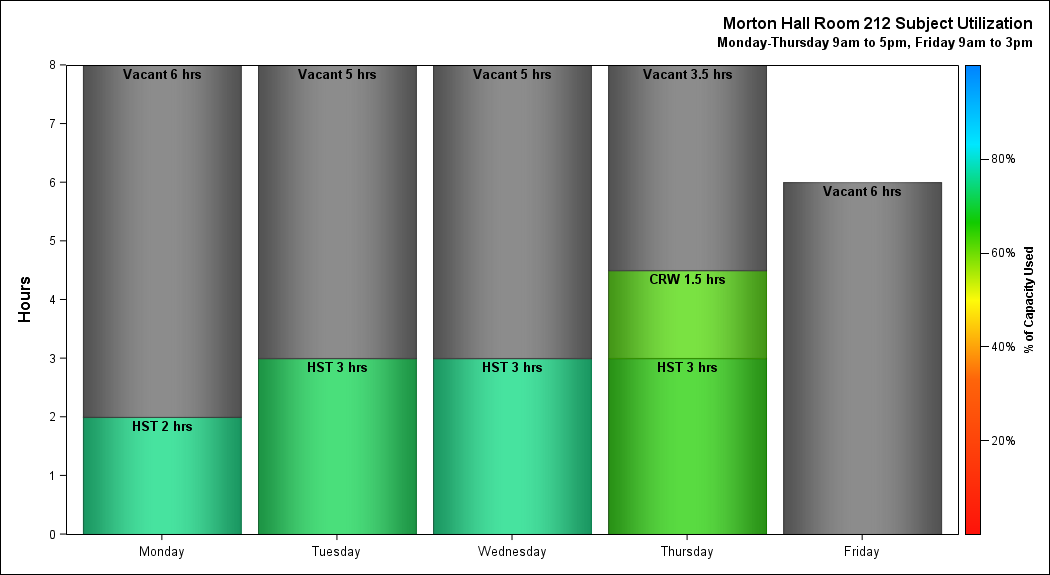 Morton Hall Room 212 Subject Utilization
Monday-Thursday 9am to 5pm, Friday 9am to 3pm
Hours
8
7
6
5
4
3
2
1
0
Vacant 6 hrs
HST 2 hrs
Vacant 5 hrs
HST 3 hrs
Vacant 5 hrs
HST 3 hrs
Vacant 3.5 hrs
CRW 1.5 hrs
HST 3 hrs
Vacant 6 hrs
Monday
Tuesday
Wednesday
Thursday
Friday
80%
60%
40%
20%
% of Capacity Used